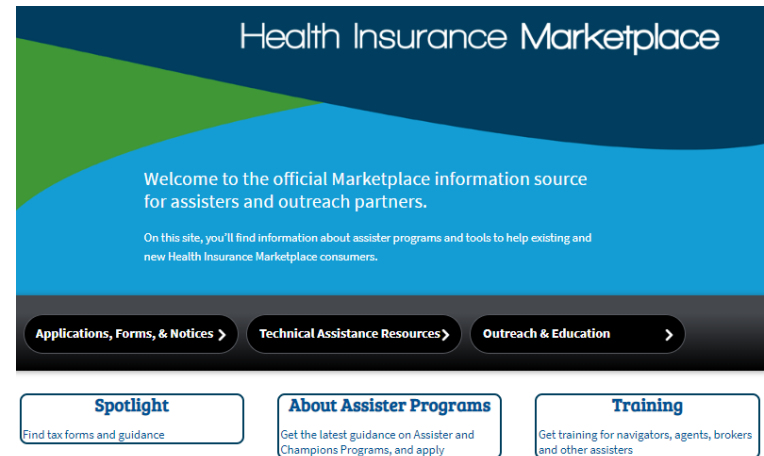 Health Insurance Marketplace
Welcome to the official Marketplace information source
for assisters and outreach partners.
On this site, you'll find information about assister programs and tools to help existing and
new Health Insurance Marketplace consumers.
Applications, Forms, & Notices
Technical Assistance Resources
Outreach & Education
Spotlight
Find tax forms and guidance
About Assister Programs
Get the latest guidance on Assister and
Champions Programs, and apply
Training
Get training for navigators, agents, brokers
and other assisters